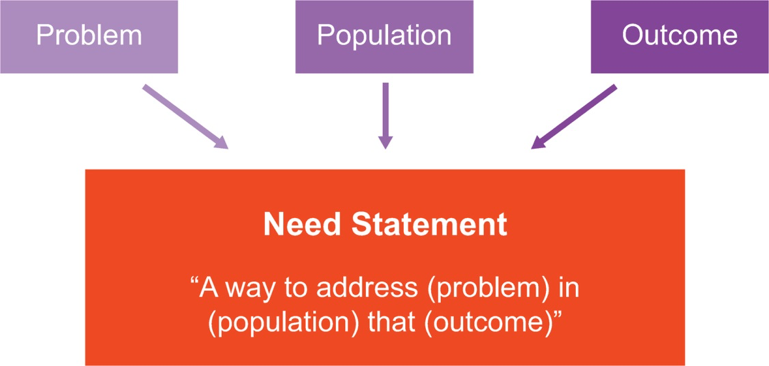 Problem
Population
Outcome
Need Statement
“A way to address (problem) in
(population) that (outcome)”